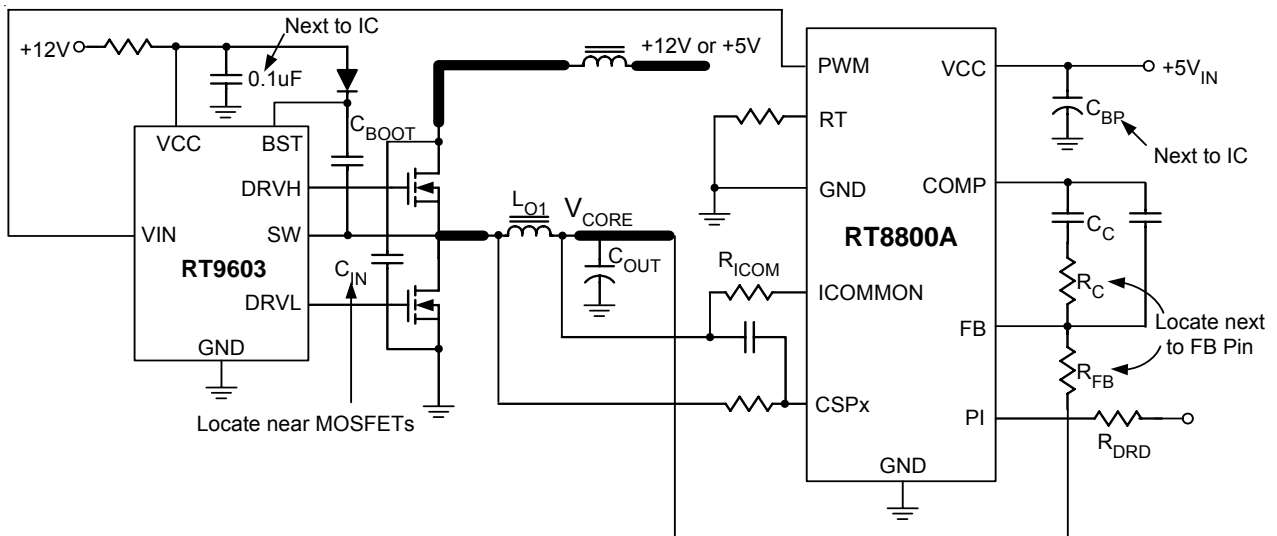 Next to IC
+12V
0.1uF
+12V or +5V
VCC
BST
C_BOOT
DRVH
VIN
SW
RT9603
C_IN
DRVL
GND
Locate near MOSFETs
L_O1
V_CORE
C_OUT
R_ICOM
PWM
VCC
+5V_IN
RT
C_BP
Next to IC
GND
COMP
RT8800A
C_C
ICOMMON
R_C
FB
Locate next
to FB Pin
R_FB
CSPx
PI
R_DRD
GND